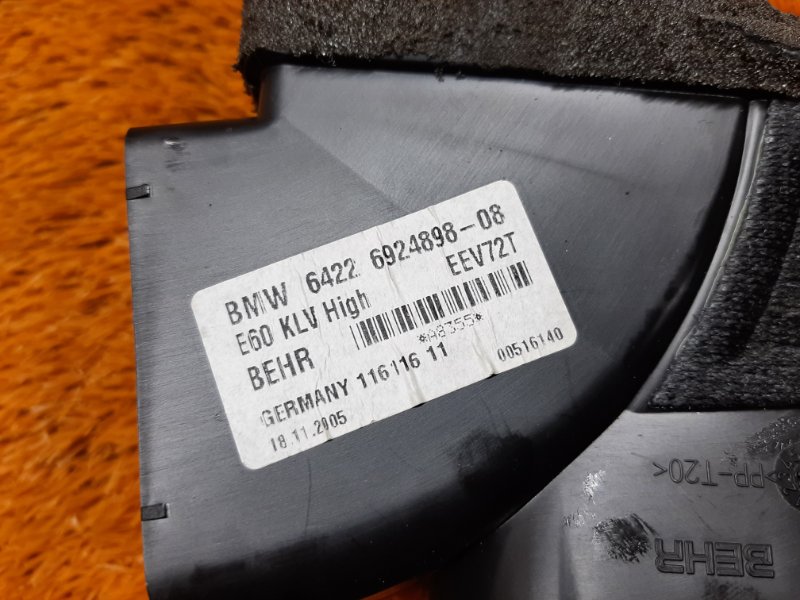 BMW 6422 6924898-08
E60 KLV High EEV72T
BEHR *A8355*
GERMANY 116116 11 00516140
18.11.2005
>PP-T20<
BEHR